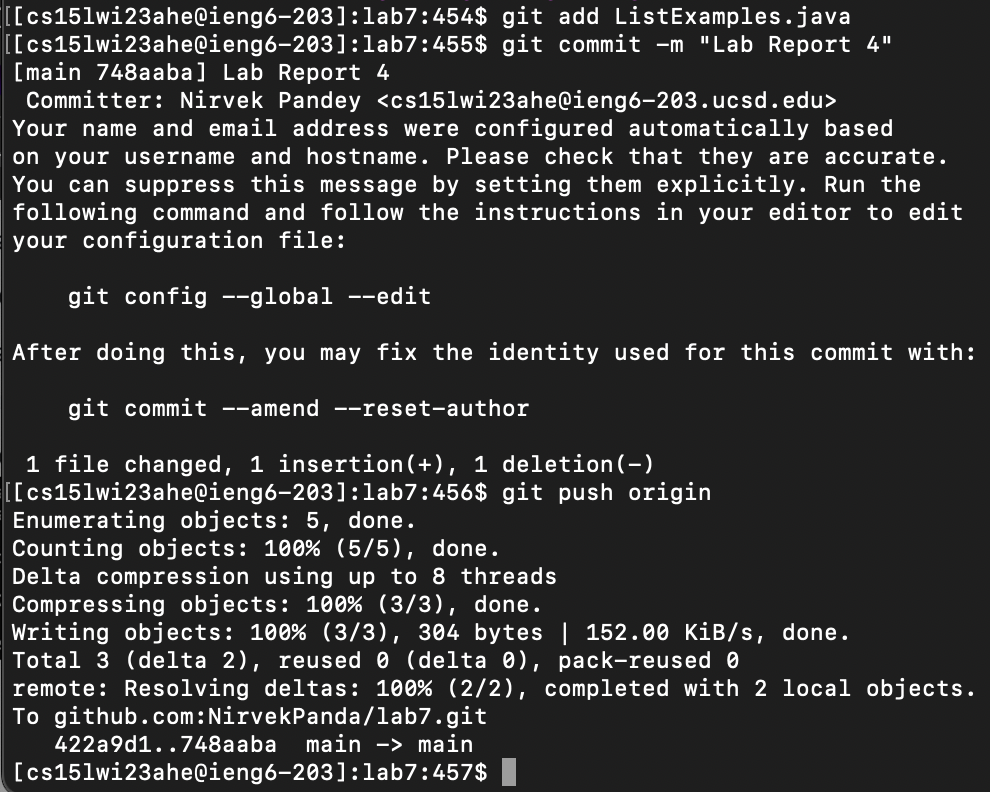 [[cs15lwi23ahe@ieng6-203]:lab7:454$ git add ListExamples.java
[[cs15lwi23ahe@ieng6-203]:lab7:455$ git commit -m "Lab Report 4"
[main 748aaba] Lab Report 4
 Committer: Nirvek Pandey <cs15lwi23ahe@ieng6-203.ucsd.edu>
Your name and email address were configured automatically based
on your username and hostname. Please check that they are accurate.
You can suppress this message by setting them explicitly. Run the
following command and follow the instructions in your editor to edit
your configuration file:

    git config --global --edit

After doing this, you may fix the identity used for this commit with:

    git commit --amend --reset-author

 1 file changed, 1 insertion(+), 1 deletion(-)
[[cs15lwi23ahe@ieng6-203]:lab7:456$ git push origin
Enumerating objects: 5, done.
Counting objects: 100% (5/5), done.
Delta compression using up to 8 threads
Compressing objects: 100% (3/3), done.
Writing objects: 100% (3/3), 304 bytes | 152.00 KiB/s, done.
Total 3 (delta 2), reused 0 (delta 0), pack-reused 0
remote: Resolving deltas: 100% (2/2), completed with 2 local objects.
To github.com:NirvekPanda/lab7.git
   422a9d1..748aaba  main -> main
[cs15lwi23ahe@ieng6-203]:lab7:457$